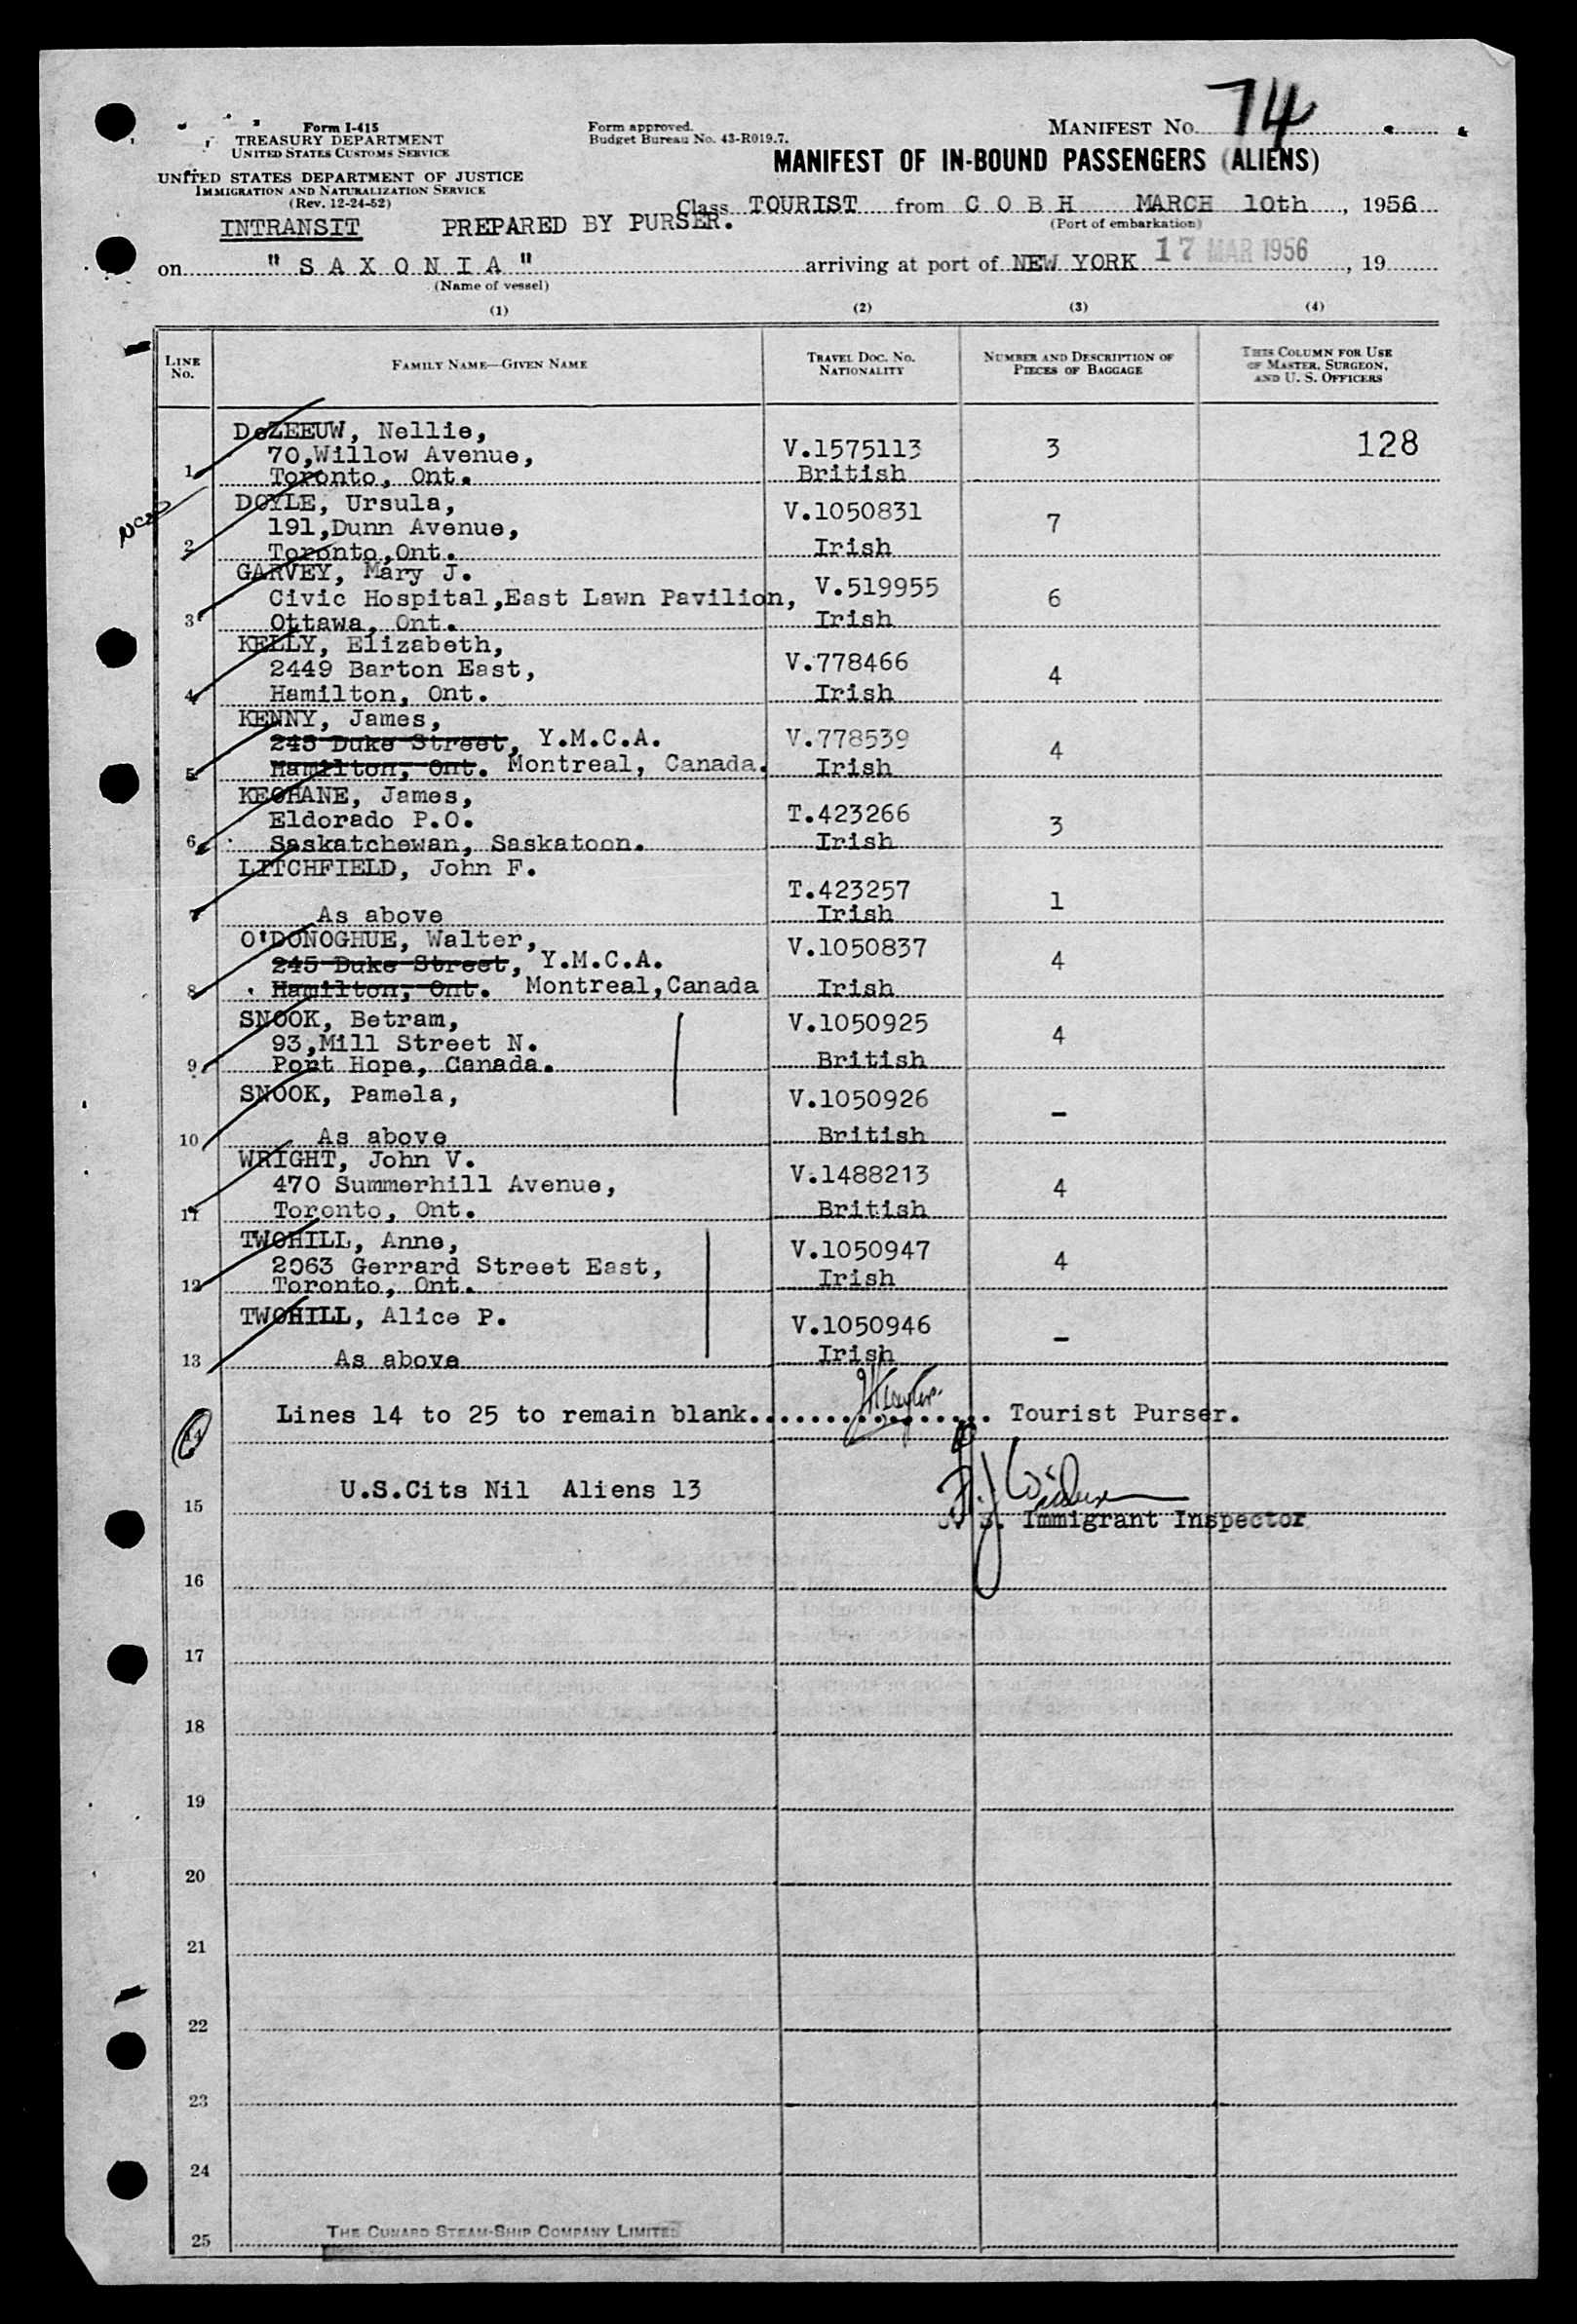 Form I-415
TREASURY DEPARTMENT
UNITED STATES CUSTOMS SERVICE
UNITED STATES DEPARTMENT OF JUSTICE
IMMIGRATION AND NATURALIZATION SERVICE
(Rev. 12-24-52)
Form approved.
Budget Bureau No. 43-R019.7.
MANIFEST NO. 74
MANIFEST OF IN-BOUND PASSENGERS (ALIENS)
INTRANSIT PREPARED BY PURSER.
Class TOURIST from C O B H MARCH 10th, 1956
(Port of embarkation)
on "S A X O N I A" arriving at port of NEW YORK 17 MAR 1956, 19
(Name of vessel)
(1) (2) (3) (4)
LINE NO. FAMILY NAME—GIVEN NAME TRAVEL DOC. NO. NATIONALITY NUMBER AND DESCRIPTION OF PIECES OF BAGGAGE THIS COLUMN FOR USE OF MASTER, SURGEON, AND U. S. OFFICERS
DeZEEUW, Nellie,
70,Willow Avenue, V.1575113 3 128
1 Toronto, Ont. British
DOYLE, Ursula, V.1050831
191,Dunn Avenue, 7
2 Toronto,Ont. Irish
GARVEY, Mary J.
Civic Hospital,East Lawn Pavilion, V.519955 6
3 Ottawa, Ont. Irish
KELLY, Elizabeth,
2449 Barton East, V.778466 4
4 Hamilton, Ont. Irish
KENNY, James,
245 Duke Street, Y.M.C.A. V.778539 4
5 Hamilton, Ont. Montreal, Canada. Irish
KEOHANE, James,
Eldorado P.O. T.423266 3
6 Saskatchewan, Saskatoon. Irish
LITCHFIELD, John F.
T.423257 1
7 As above Irish
O'DONOGHUE, Walter, V.1050837
245 Duke Street, Y.M.C.A. 4
8 Hamilton, Ont. Montreal,Canada Irish
SNOOK, Betram, V.1050925
93,Mill Street N. 4
9 Port Hope, Canada. British
SNOOK, Pamela, V.1050926 -
10 As above British
WRIGHT, John V.
470 Summerhill Avenue, V.1488213 4
11 Toronto, Ont. British
TWOHILL, Anne, V.1050947
2063 Gerrard Street East, 4
12 Toronto, Ont. Irish
TWOHILL, Alice P. V.1050946 -
13 As above Irish
14 Lines 14 to 25 to remain blank................ Tourist Purser.
15 U.S.Cits Nil Aliens 13
U. S. Immigrant Inspector
16
17
18
19
20
21
22
23
24
25 THE CUNARD STEAM-SHIP COMPANY LIMITED